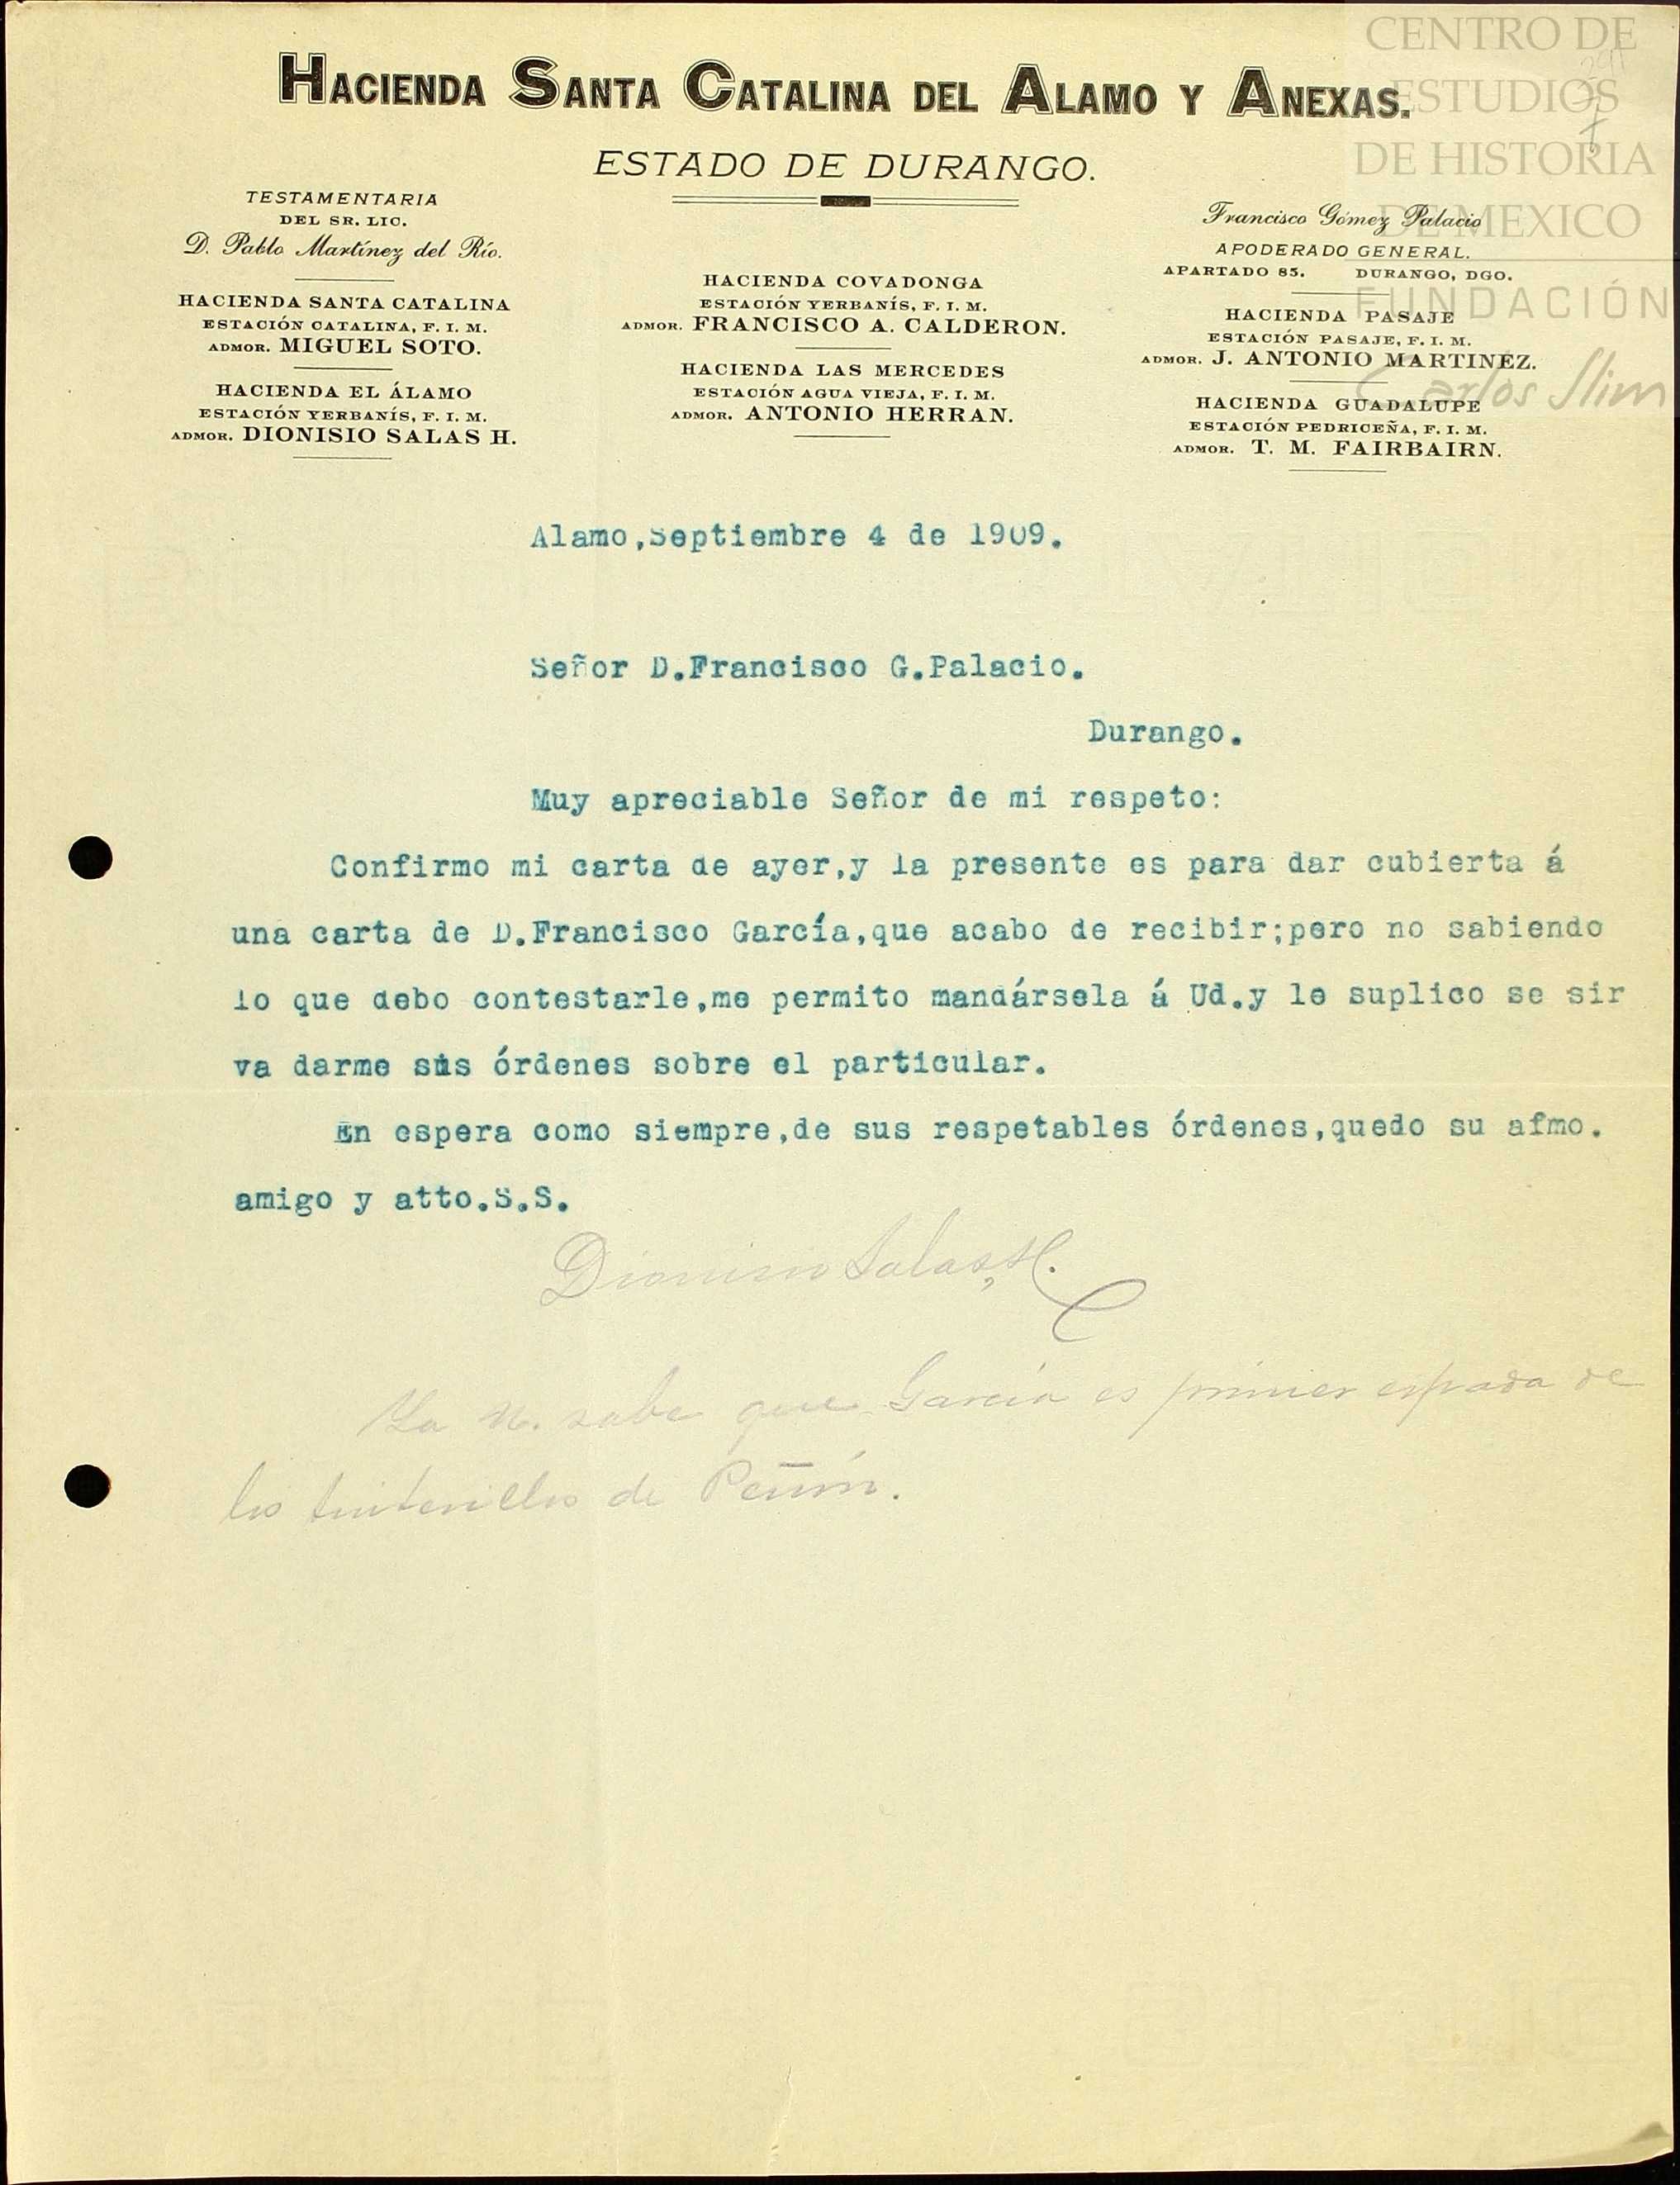 CENTRO DE
ESTUDIOS
DE HISTORIA
DE MEXICO
FUNDACIÓN
Carlos Slim
HACIENDA SANTA CATALINA DEL ALAMO Y ANEXAS.
ESTADO DE DURANGO.
TESTAMENTARIA
DEL SR. LIC.
D. Pablo Martínez del Río.
HACIENDA SANTA CATALINA
ESTACIÓN CATALINA, F. I. M.
ADMOR. MIGUEL SOTO.
HACIENDA EL ÁLAMO
ESTACIÓN YERBANÍS, F. I. M.
ADMOR. DIONISIO SALAS H.
HACIENDA COVADONGA
ESTACIÓN YERBANÍS, F. I. M.
ADMOR. FRANCISCO A. CALDERON.
HACIENDA LAS MERCEDES
ESTACIÓN AGUA VIEJA, F. I. M.
ADMOR. ANTONIO HERRAN.
Francisco Gómez Palacio
APODERADO GENERAL.
APARTADO 85. DURANGO, DGO.
HACIENDA PASAJE
ESTACIÓN PASAJE, F. I. M.
ADMOR. J. ANTONIO MARTINEZ.
HACIENDA GUADALUPE
ESTACIÓN PEDRICEÑA, F. I. M.
ADMOR. T. M. FAIRBAIRN.
Alamo,Septiembre 4 de 1909.
Señor D.Francisco G.Palacio.
Durango.
Muy apreciable Señor de mi respeto:
Confirmo mi carta de ayer,y la presente es para dar cubierta á
una carta de D.Francisco García,que acabo de recibir;pero no sabiendo
lo que debo contestarle,me permito mandársela á Ud.y le suplico se sir
va darme sus órdenes sobre el particular.
En espera como siempre,de sus respetables órdenes,quedo su afmo.
amigo y atto.S.S.
Dionisio Salas H.
Ya U. sabe que García es primer espada de
los tinterillos de Peñón.